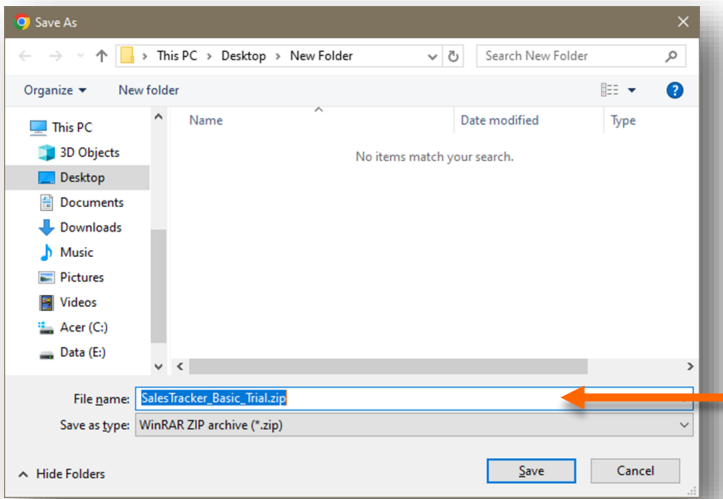 Save As
This PC > Desktop > New Folder
Search New Folder
Organize
New folder
?
Name
Date modified
Type
No items match your search.
This PC
3D Objects
Desktop
Documents
Downloads
Music
Pictures
Videos
Acer (C:)
Data (E:)
File name: SalesTracker_Basic_Trial.zip
Save as type: WinRAR ZIP archive (*.zip)
Hide Folders
Save
Cancel